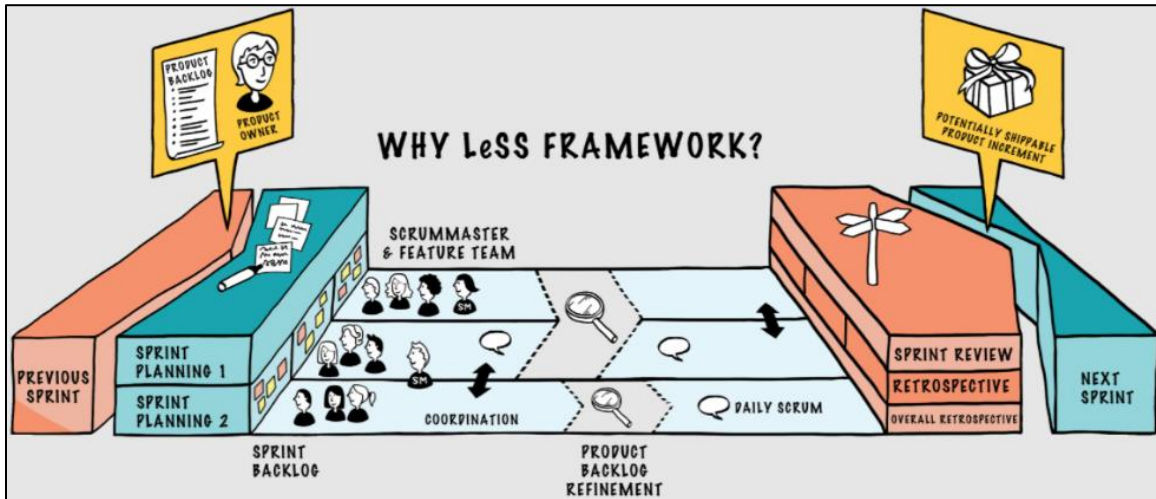 PRODUCT
BACKLOG
PRODUCT
OWNER
POTENTIALLY SHIPPABLE
PRODUCT INCREMENT
WHY LeSS FRAMEWORK?
SCRUMMASTER
& FEATURE TEAM
SM
SM
PREVIOUS
SPRINT
SPRINT
PLANNING 1
SPRINT
PLANNING 2
COORDINATION
DAILY SCRUM
SPRINT
BACKLOG
PRODUCT
BACKLOG
REFINEMENT
SPRINT REVIEW
RETROSPECTIVE
OVERALL RETROSPECTIVE
NEXT
SPRINT